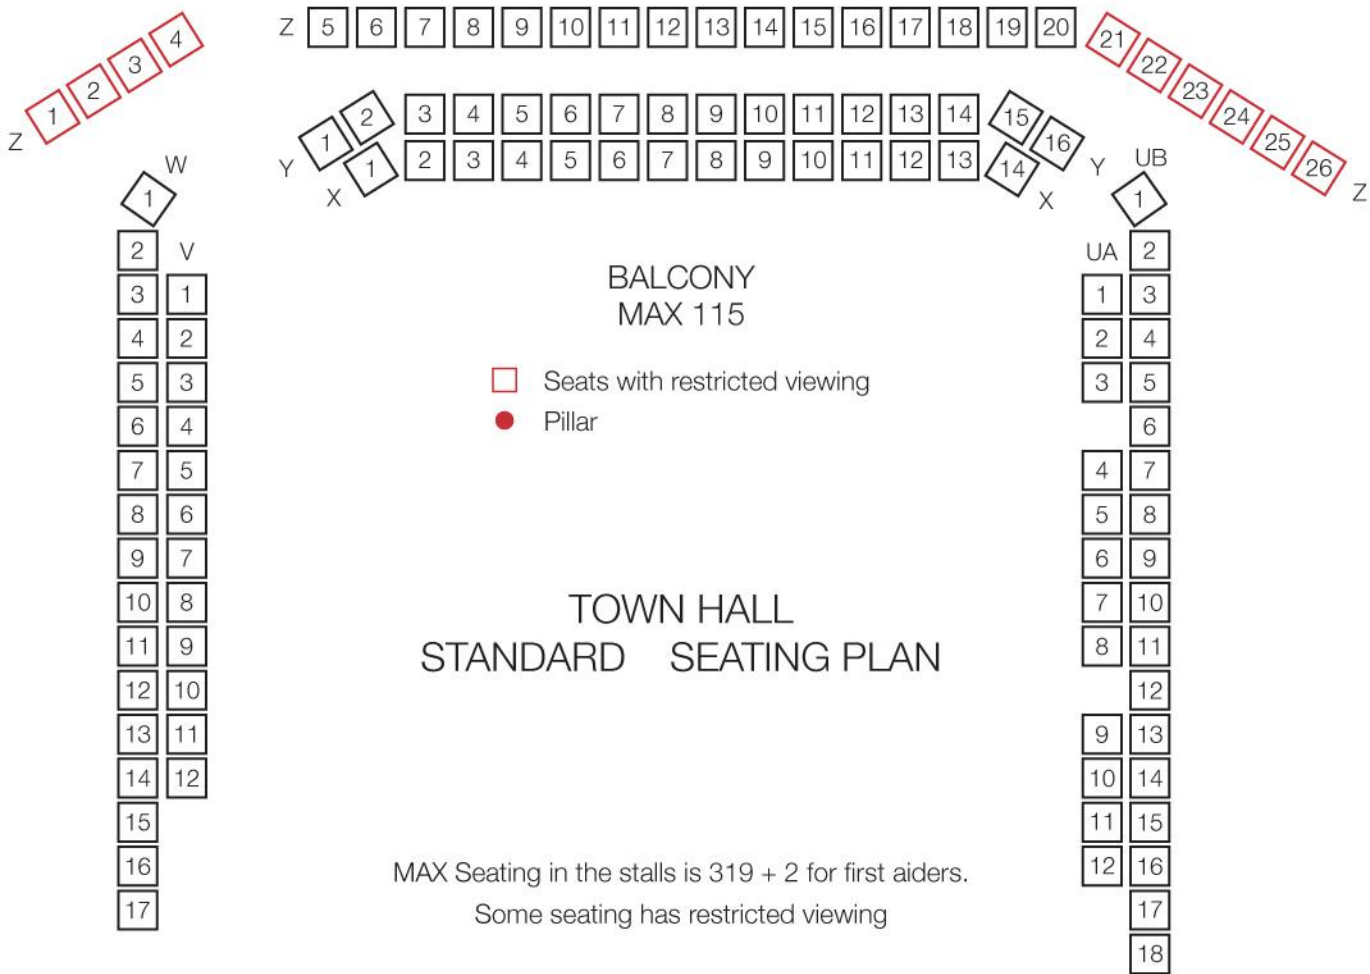 Z 1 2 3 4
Z 5 6 7 8 9 10 11 12 13 14 15 16 17 18 19 20
21 22 23 24 25 26 Z
Y 1 2 3 4 5 6 7 8 9 10 11 12 13 14 15 16 Y
X 1 2 3 4 5 6 7 8 9 10 11 12 13 14 X
W
1
2 V
3 1
4 2
5 3
6 4
7 5
8 6
9 7
10 8
11 9
12 10
13 11
14 12
15
16
17
BALCONY
MAX 115
Seats with restricted viewing
Pillar
TOWN HALL
STANDARD SEATING PLAN
MAX Seating in the stalls is 319 + 2 for first aiders.
Some seating has restricted viewing
UB
1
UA 2
1 3
2 4
3 5
6
4 7
5 8
6 9
7 10
8 11
12
9 13
10 14
11 15
12 16
17
18